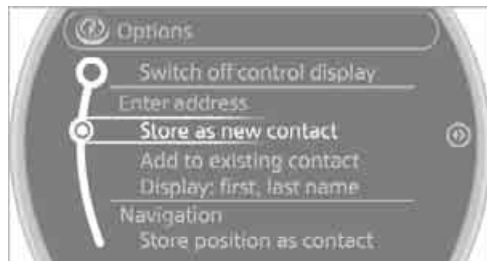 Options
Switch off control display
Enter address
Store as new contact
Add to existing contact
Display: first, last name
Navigation
Store position as contact